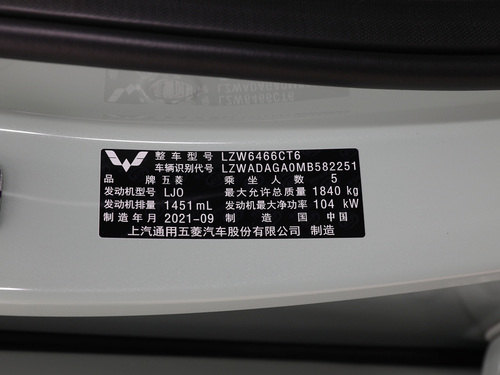 整车型号 LZW6466CT6
车辆识别代号 LZWADAGA0MB582251
品牌 五菱 乘坐人数 5
发动机型号 LJO 最大允许总质量 1840 kg
发动机排量 1451 mL 发动机最大净功率 104 kW
制造年月 2021-09 制造国 中国
上汽通用五菱汽车股份有限公司 制造